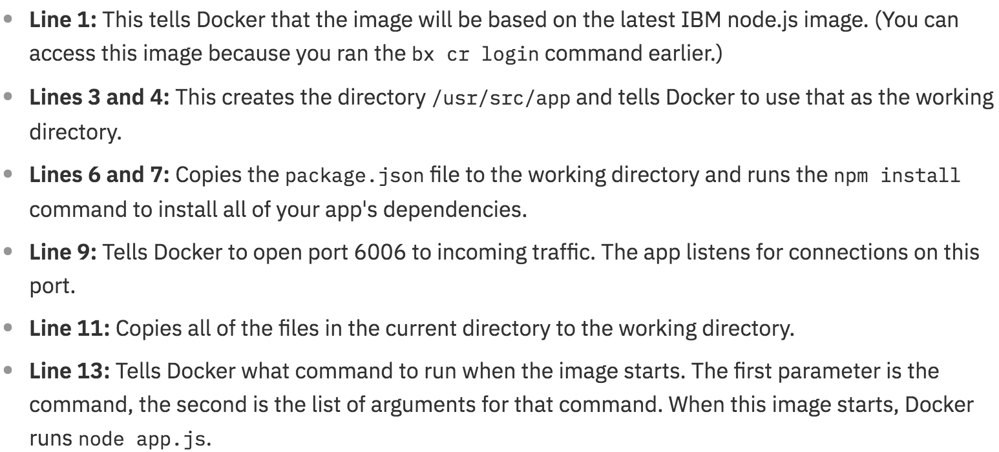 Line 1: This tells Docker that the image will be based on the latest IBM node.js image. (You can
access this image because you ran the bx cr login command earlier.)
Lines 3 and 4: This creates the directory /usr/src/app and tells Docker to use that as the working
directory.
Lines 6 and 7: Copies the package.json file to the working directory and runs the npm install
command to install all of your app's dependencies.
Line 9: Tells Docker to open port 6006 to incoming traffic. The app listens for connections on this
port.
Line 11: Copies all of the files in the current directory to the working directory.
Line 13: Tells Docker what command to run when the image starts. The first parameter is the
command, the second is the list of arguments for that command. When this image starts, Docker
runs node app.js.